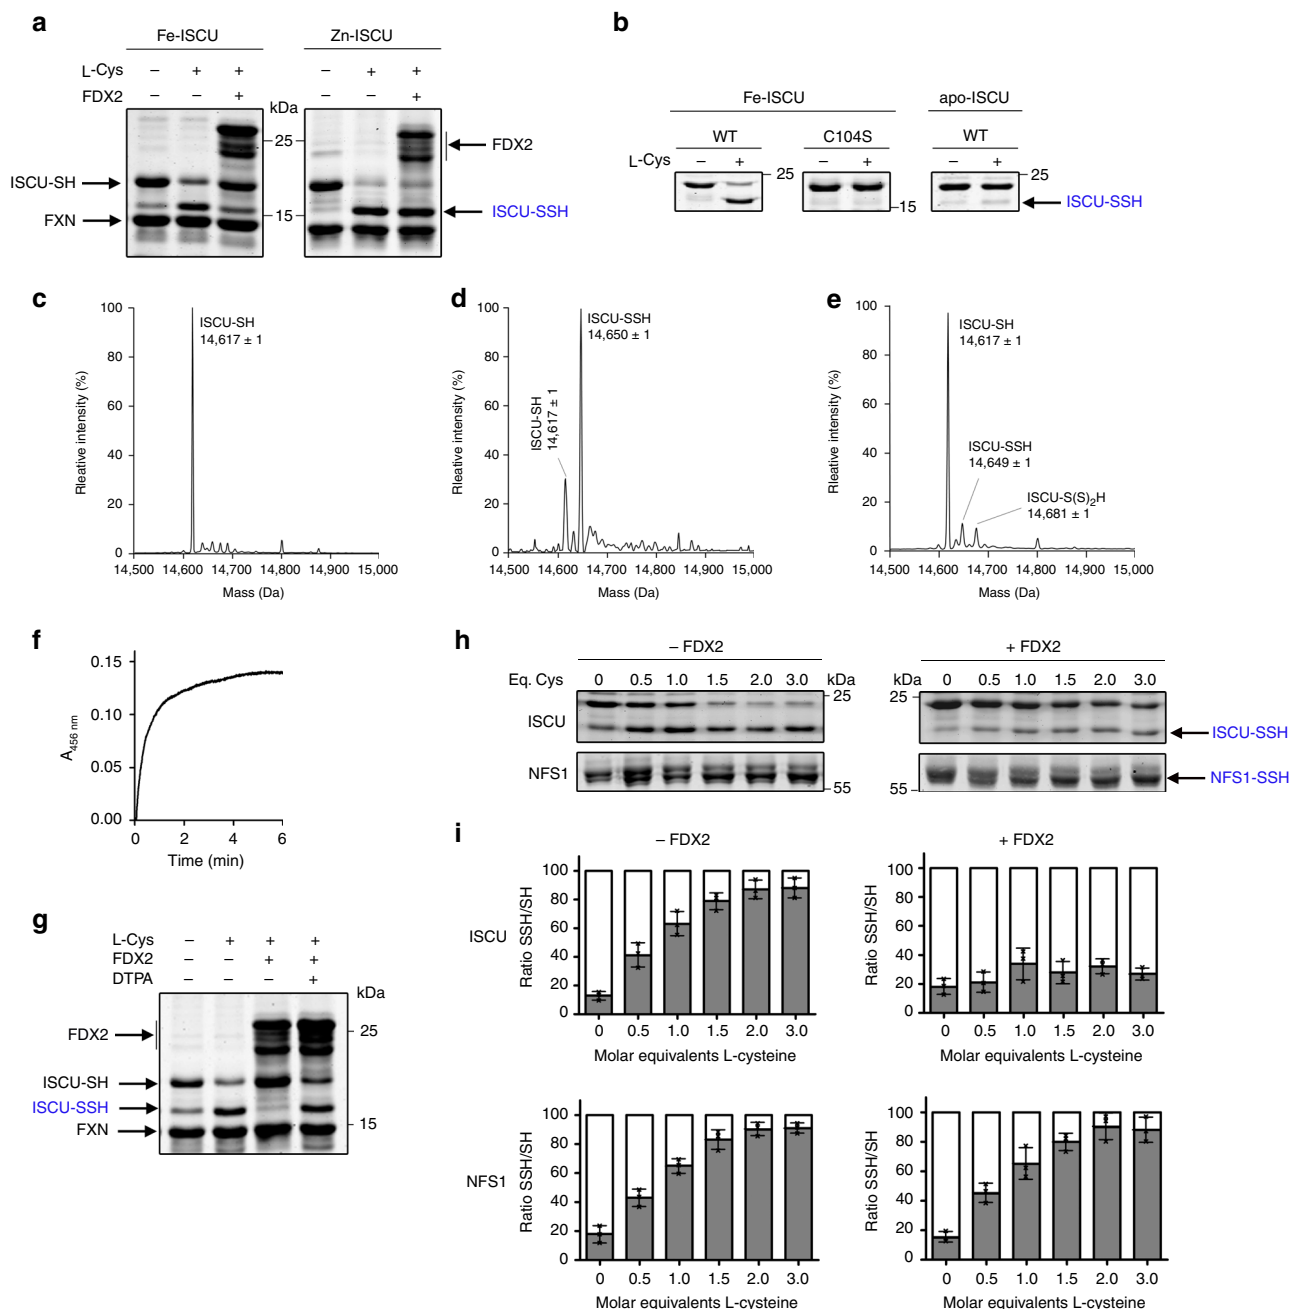 a
Fe-ISCU
Zn-ISCU
L-Cys – + + – + +
FDX2 – – + – – +
kDa
25
15
ISCU-SH
FXN
FDX2
ISCU-SSH
b
Fe-ISCU
apo-ISCU
WT
C104S
WT
L-Cys – + – + – +
25
15
25
ISCU-SSH
c
Rleative intensity (%)
100
80
60
40
20
0
ISCU-SH
14,617 ± 1
14,500 14,600 14,700 14,800 14,900 15,000
Mass (Da)
d
Rleative intensity (%)
100
80
60
40
20
0
ISCU-SH
14,617 ± 1
ISCU-SSH
14,650 ± 1
14,500 14,600 14,700 14,800 14,900 15,000
Mass (Da)
e
Rleative intensity (%)
100
80
60
40
20
0
ISCU-SH
14,617 ± 1
ISCU-SSH
14,649 ± 1
ISCU-S(S)2H
14,681 ± 1
14,500 14,600 14,700 14,800 14,900 15,000
Mass (Da)
f
A456 nm
0.15
0.10
0.05
0.00
0 2 4 6
Time (min)
g
L-Cys – + + +
FDX2 – – + +
DTPA – – – +
kDa
25
15
FDX2
ISCU-SH
ISCU-SSH
FXN
h
– FDX2
+ FDX2
Eq. Cys 0 0.5 1.0 1.5 2.0 3.0 kDa
kDa 0 0.5 1.0 1.5 2.0 3.0
25
25
ISCU
ISCU-SSH
NFS1
NFS1-SSH
55
55
i
– FDX2
+ FDX2
ISCU
Ratio SSH/SH
100
80
60
40
20
0
0 0.5 1.0 1.5 2.0 3.0
Molar equivalents L-cysteine
Ratio SSH/SH
100
80
60
40
20
0
0 0.5 1.0 1.5 2.0 3.0
Molar equivalents L-cysteine
NFS1
Ratio SSH/SH
100
80
60
40
20
0
0 0.5 1.0 1.5 2.0 3.0
Molar equivalents L-cysteine
Ratio SSH/SH
100
80
60
40
20
0
0 0.5 1.0 1.5 2.0 3.0
Molar equivalents L-cysteine